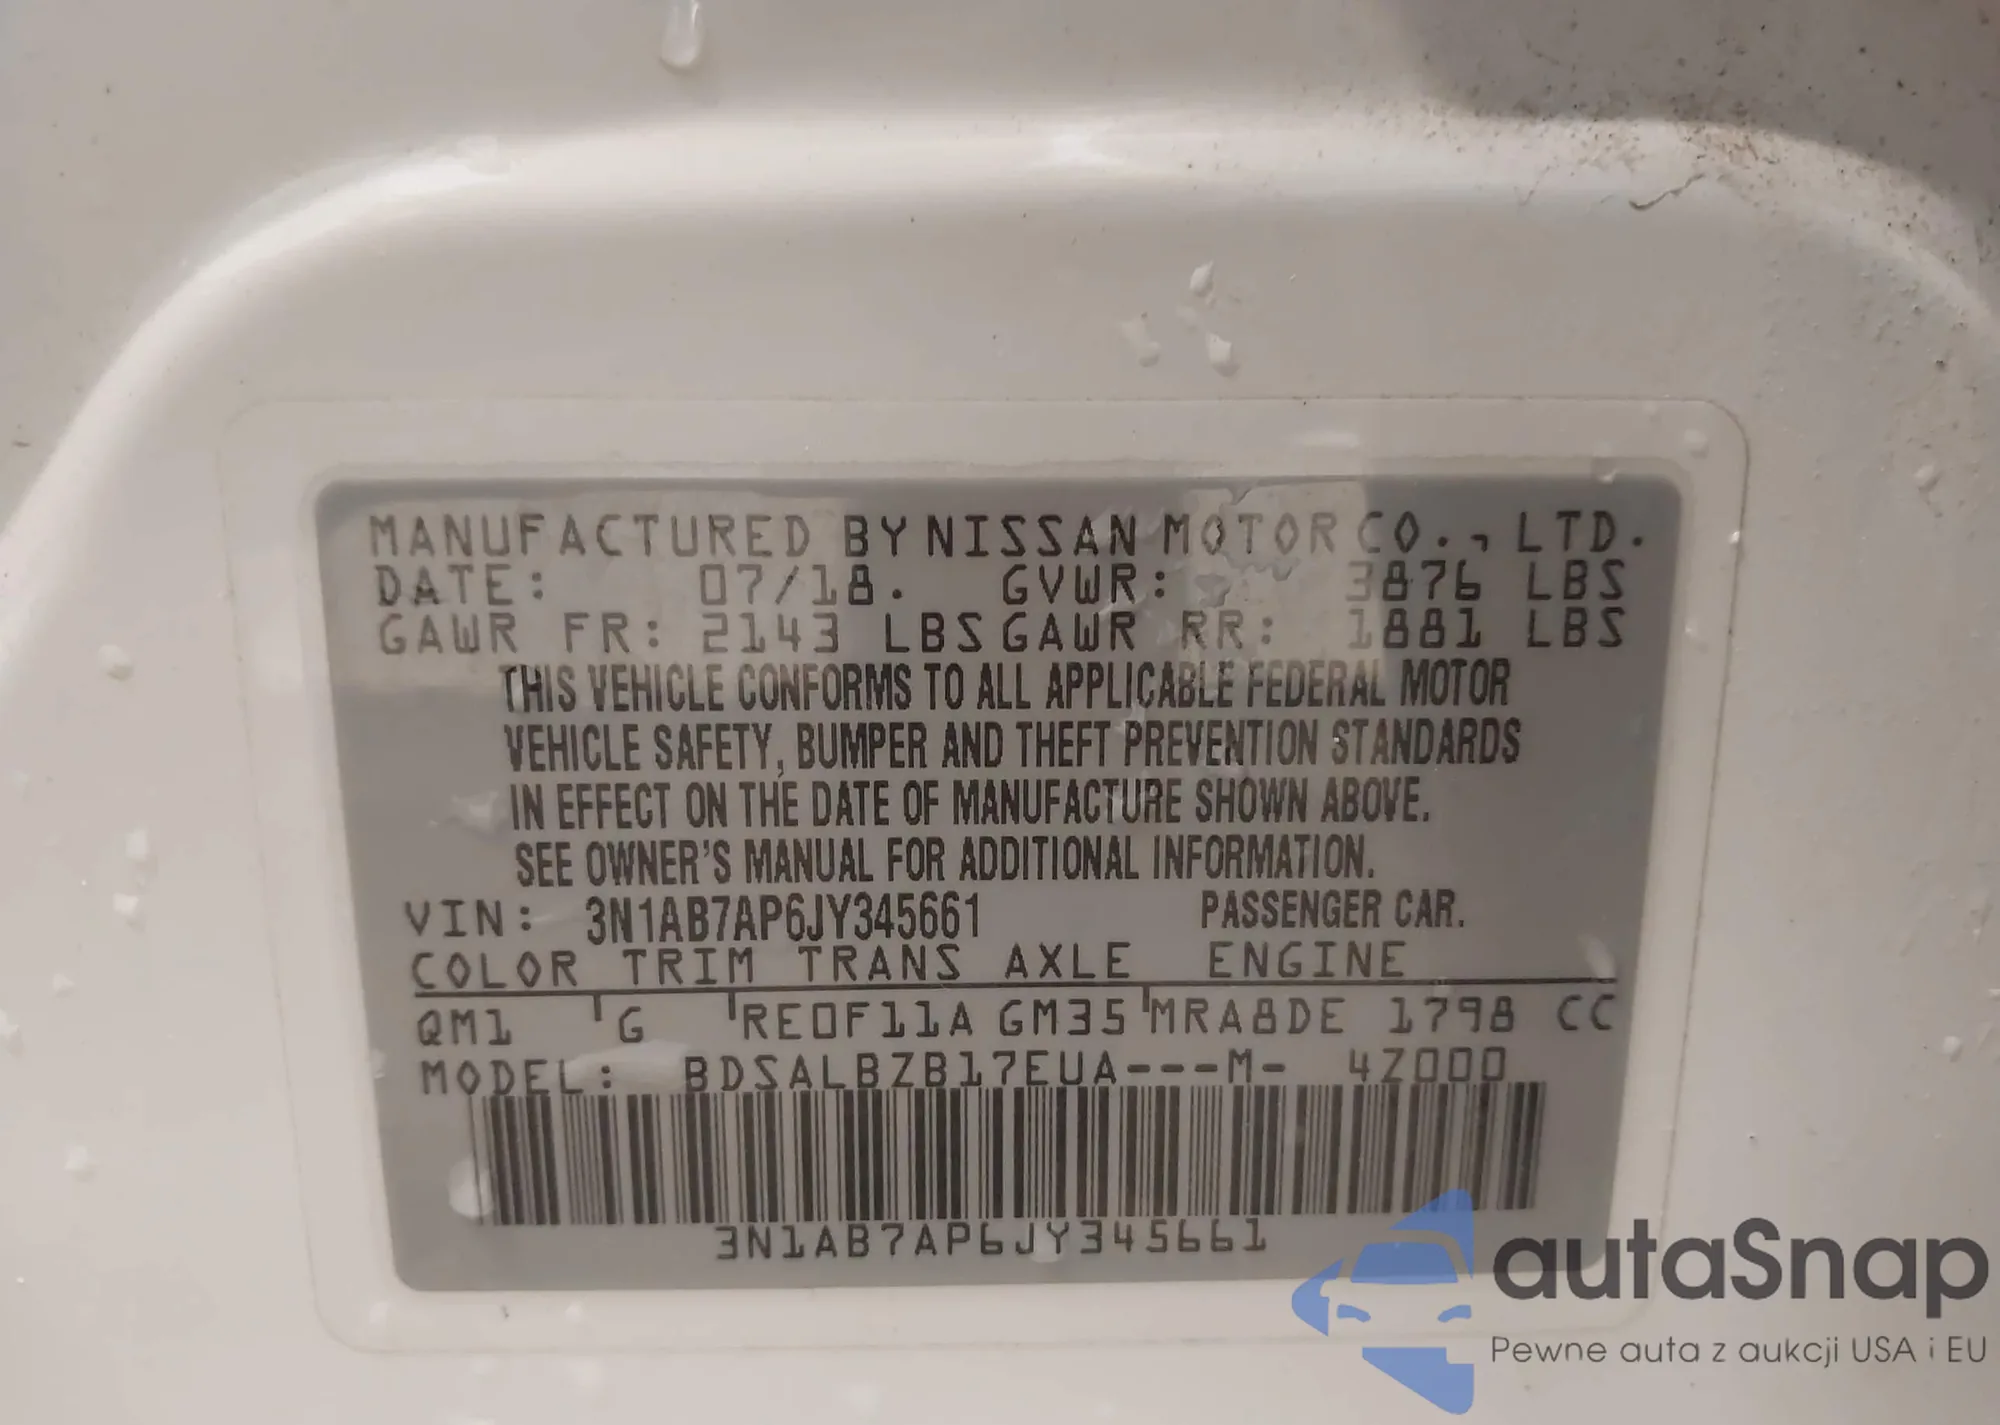 MANUFACTURED BY NISSAN MOTOR CO., LTD.
DATE: 07/18. GVWR: 3876 LBS
GAWR FR: 2143 LBS GAWR RR: 1881 LBS
THIS VEHICLE CONFORMS TO ALL APPLICABLE FEDERAL MOTOR
VEHICLE SAFETY, BUMPER AND THEFT PREVENTION STANDARDS
IN EFFECT ON THE DATE OF MANUFACTURE SHOWN ABOVE.
SEE OWNER'S MANUAL FOR ADDITIONAL INFORMATION.
VIN: 3N1AB7AP6JY345661 PASSENGER CAR.
COLOR TRIM TRANS AXLE ENGINE
QM1 G RE0F11A GM35 MRA8DE 1798 CC
MODEL: BDSALBZB17EUA---M- 4Z000
3N1AB7AP6JY345661
autaSnap
Pewne auta z aukcji USA i EU